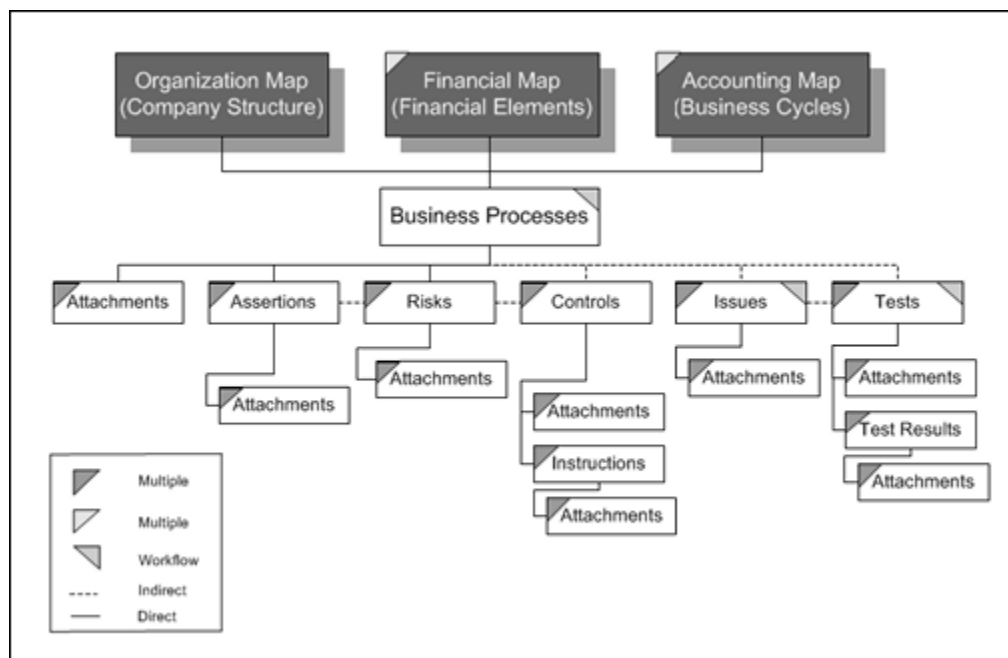 Organization Map
(Company Structure)
Financial Map
(Financial Elements)
Accounting Map
(Business Cycles)
Business Processes
Attachments
Assertions
Risks
Controls
Issues
Tests
Attachments
Attachments
Attachments
Attachments
Attachments
Instructions
Test Results
Attachments
Attachments
Multiple
Multiple
Workflow
Indirect
Direct